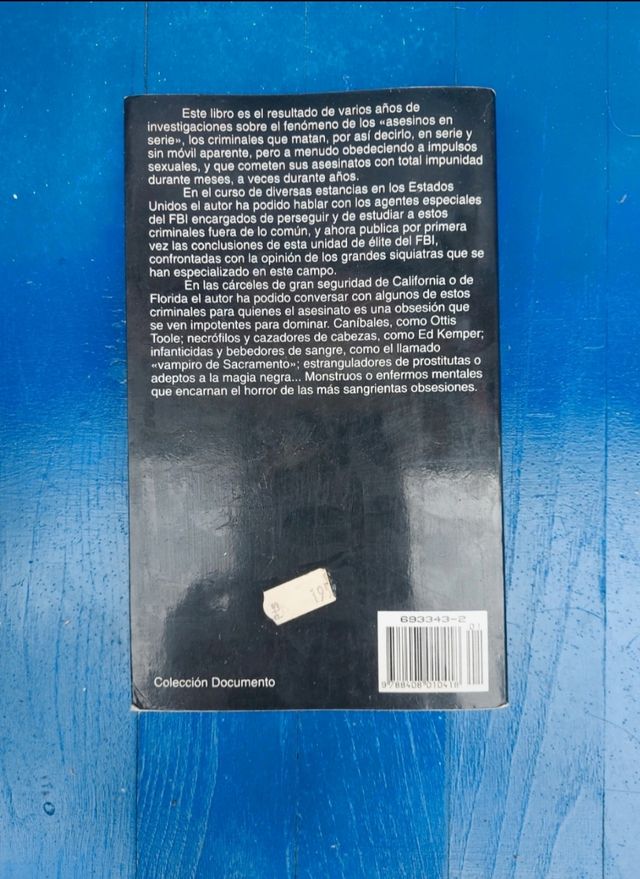 Este libro es el resultado de varios años de
investigaciones sobre el fenómeno de los «asesinos en
serie», los criminales que matan, por así decirlo, en serie y
sin móvil aparente, pero a menudo obedeciendo a impulsos
sexuales, y que cometen sus asesinatos con total impunidad
durante meses, a veces durante años.
En el curso de diversas estancias en los Estados
Unidos el autor ha podido hablar con los agentes especiales
del FBI encargados de perseguir y de estudiar a estos
criminales fuera de lo común, y ahora publica por primera
vez las conclusiones de esta unidad de élite del FBI,
confrontadas con la opinión de los grandes siquiatras que se
han especializado en este campo.
En las cárceles de gran seguridad de California o de
Florida el autor ha podido conversar con algunos de estos
criminales para quienes el asesinato es una obsesión que
se ven impotentes para dominar. Caníbales, como Ottis
Toole; necrófilos y cazadores de cabezas, como Ed Kemper;
infanticidas y bebedores de sangre, como el llamado
«vampiro de Sacramento»; estranguladores de prostitutas o
adeptos a la magia negra... Monstruos o enfermos mentales
que encarnan el horror de las más sangrientas obsesiones.
693343-2
01
9 788408 010418
Colección Documento